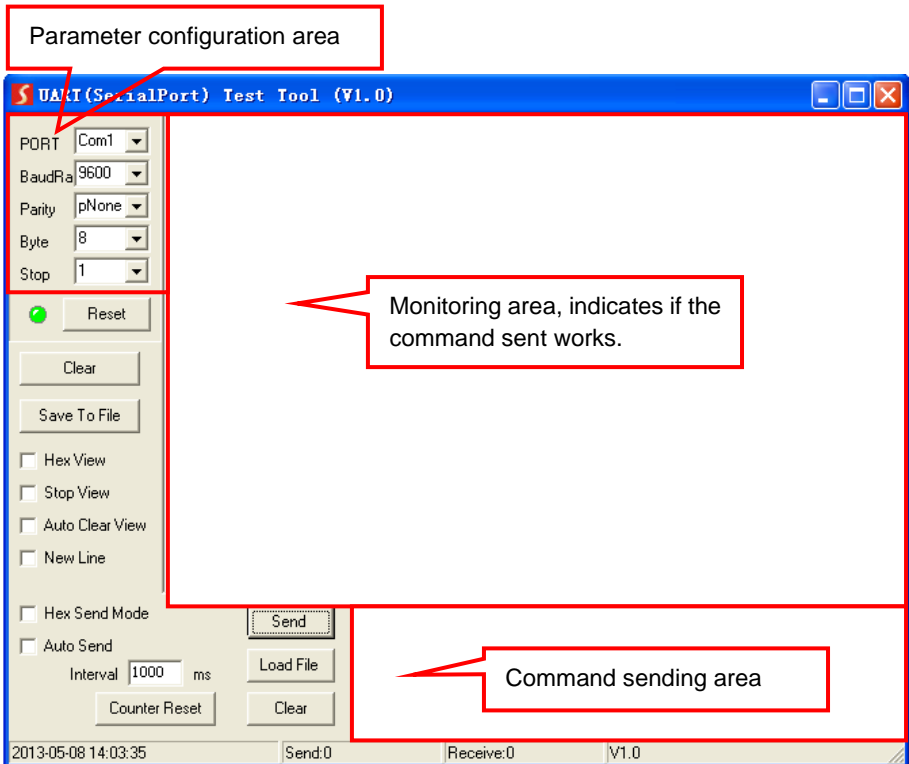 Parameter configuration area
UART(SerialPort) Test Tool (V1.0)
PORT Com1
BaudRa 9600
Parity pNone
Byte 8
Stop 1
Reset
Monitoring area, indicates if the
command sent works.
Clear
Save To File
Hex View
Stop View
Auto Clear View
New Line
Hex Send Mode
Send
Auto Send
Interval 1000 ms
Load File
Command sending area
Counter Reset
Clear
2013-05-08 14:03:35 Send:0 Receive:0 V1.0